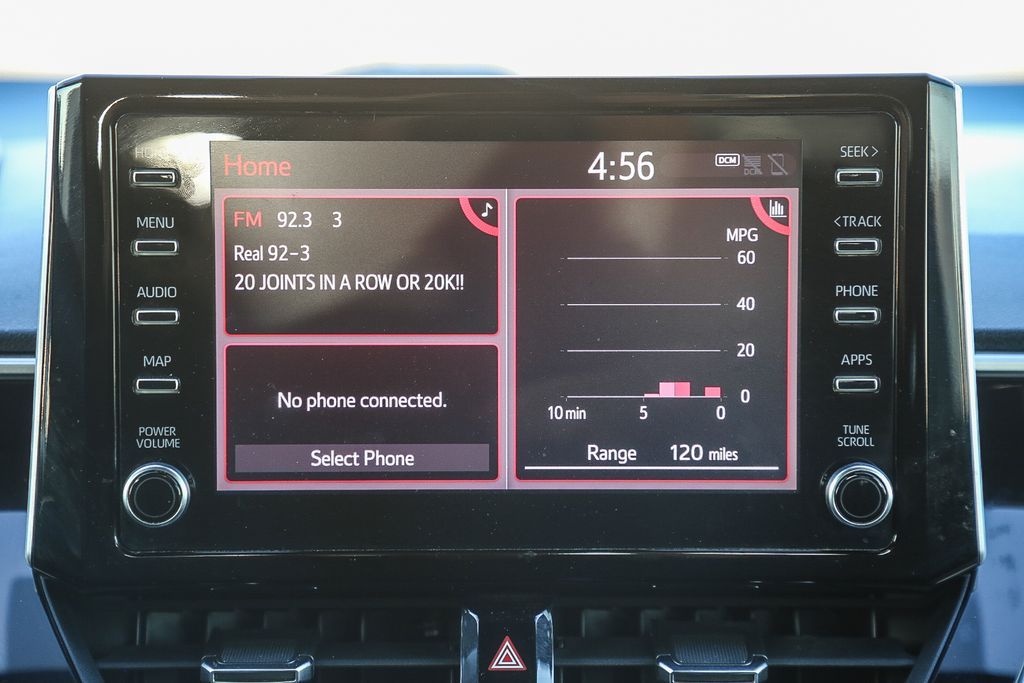 HOME
MENU
AUDIO
MAP
POWER
VOLUME
Home
4:56
DCM
DCM
FM 92.3 3
Real 92-3
20 JOINTS IN A ROW OR 20K!!
No phone connected.
Select Phone
MPG
60
40
20
0
10 min 5 0
Range 120 miles
SEEK >
< TRACK
PHONE
APPS
TUNE
SCROLL